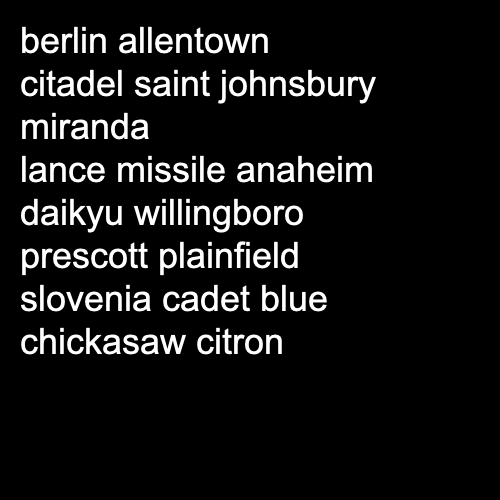 berlin allentown
citadel saint johnsbury
miranda
lance missile anaheim
daikyu willingboro
prescott plainfield
slovenia cadet blue
chickasaw citron